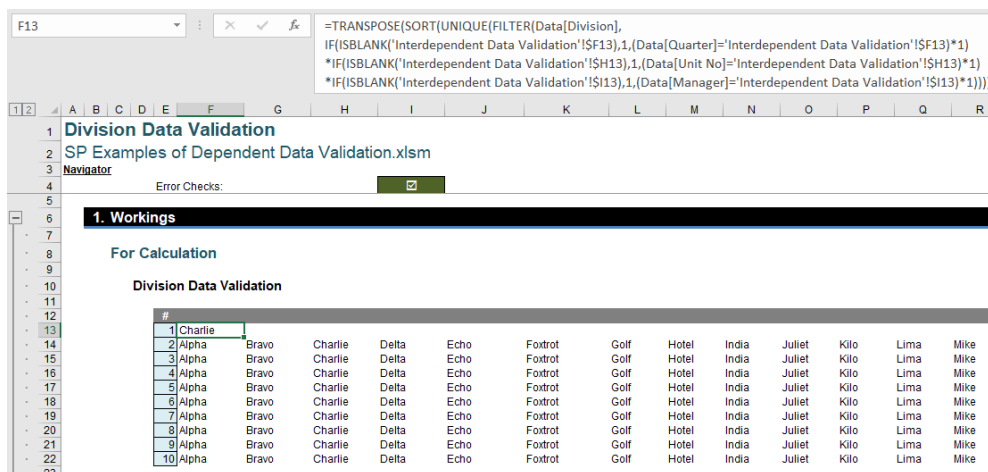 F13
fx
=TRANSPOSE(SORT(UNIQUE(FILTER(Data[Division],
IF(ISBLANK('Interdependent Data Validation'!$F13),1,(Data[Quarter]='Interdependent Data Validation'!$F13)*1)
*IF(ISBLANK('Interdependent Data Validation'!$H13),1,(Data[Unit No]='Interdependent Data Validation'!$H13)*1)
*IF(ISBLANK('Interdependent Data Validation'!$I13),1,(Data[Manager]='Interdependent Data Validation'!$I13)*1))))
1 2 A B C D E F G H I J K L M N O P Q R
1 Division Data Validation
2 SP Examples of Dependent Data Validation.xlsm
3 Navigator
4 Error Checks: ☑
5
6 1. Workings
7
8 For Calculation
9
10 Division Data Validation
11
12 #
13 1 Charlie
14 2 Alpha Bravo Charlie Delta Echo Foxtrot Golf Hotel India Juliet Kilo Lima Mike
15 3 Alpha Bravo Charlie Delta Echo Foxtrot Golf Hotel India Juliet Kilo Lima Mike
16 4 Alpha Bravo Charlie Delta Echo Foxtrot Golf Hotel India Juliet Kilo Lima Mike
17 5 Alpha Bravo Charlie Delta Echo Foxtrot Golf Hotel India Juliet Kilo Lima Mike
18 6 Alpha Bravo Charlie Delta Echo Foxtrot Golf Hotel India Juliet Kilo Lima Mike
19 7 Alpha Bravo Charlie Delta Echo Foxtrot Golf Hotel India Juliet Kilo Lima Mike
20 8 Alpha Bravo Charlie Delta Echo Foxtrot Golf Hotel India Juliet Kilo Lima Mike
21 9 Alpha Bravo Charlie Delta Echo Foxtrot Golf Hotel India Juliet Kilo Lima Mike
22 10 Alpha Bravo Charlie Delta Echo Foxtrot Golf Hotel India Juliet Kilo Lima Mike